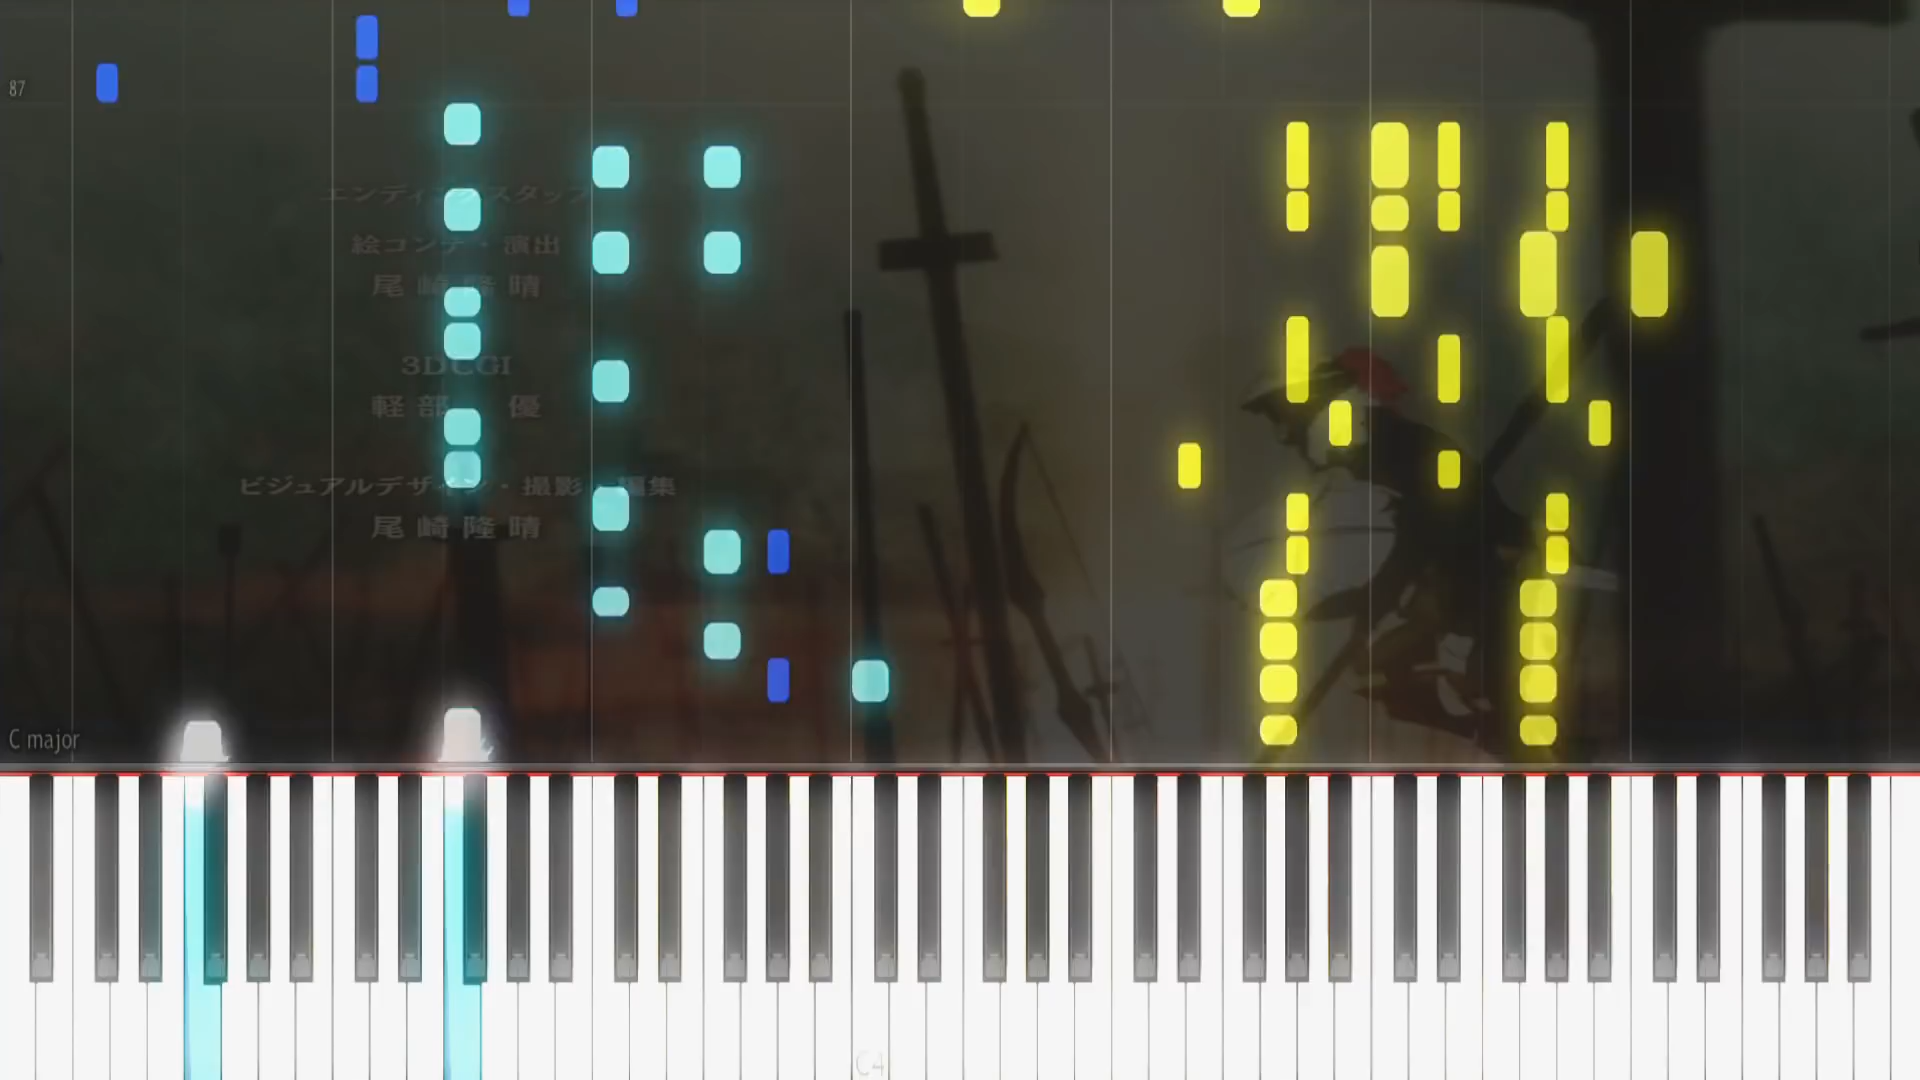 87
エンディングスタッフ
絵コンテ・演出
尾崎隆晴
3DCGI
軽部 優
ビジュアルデザイン・撮影・編集
尾崎隆晴
C major
C4